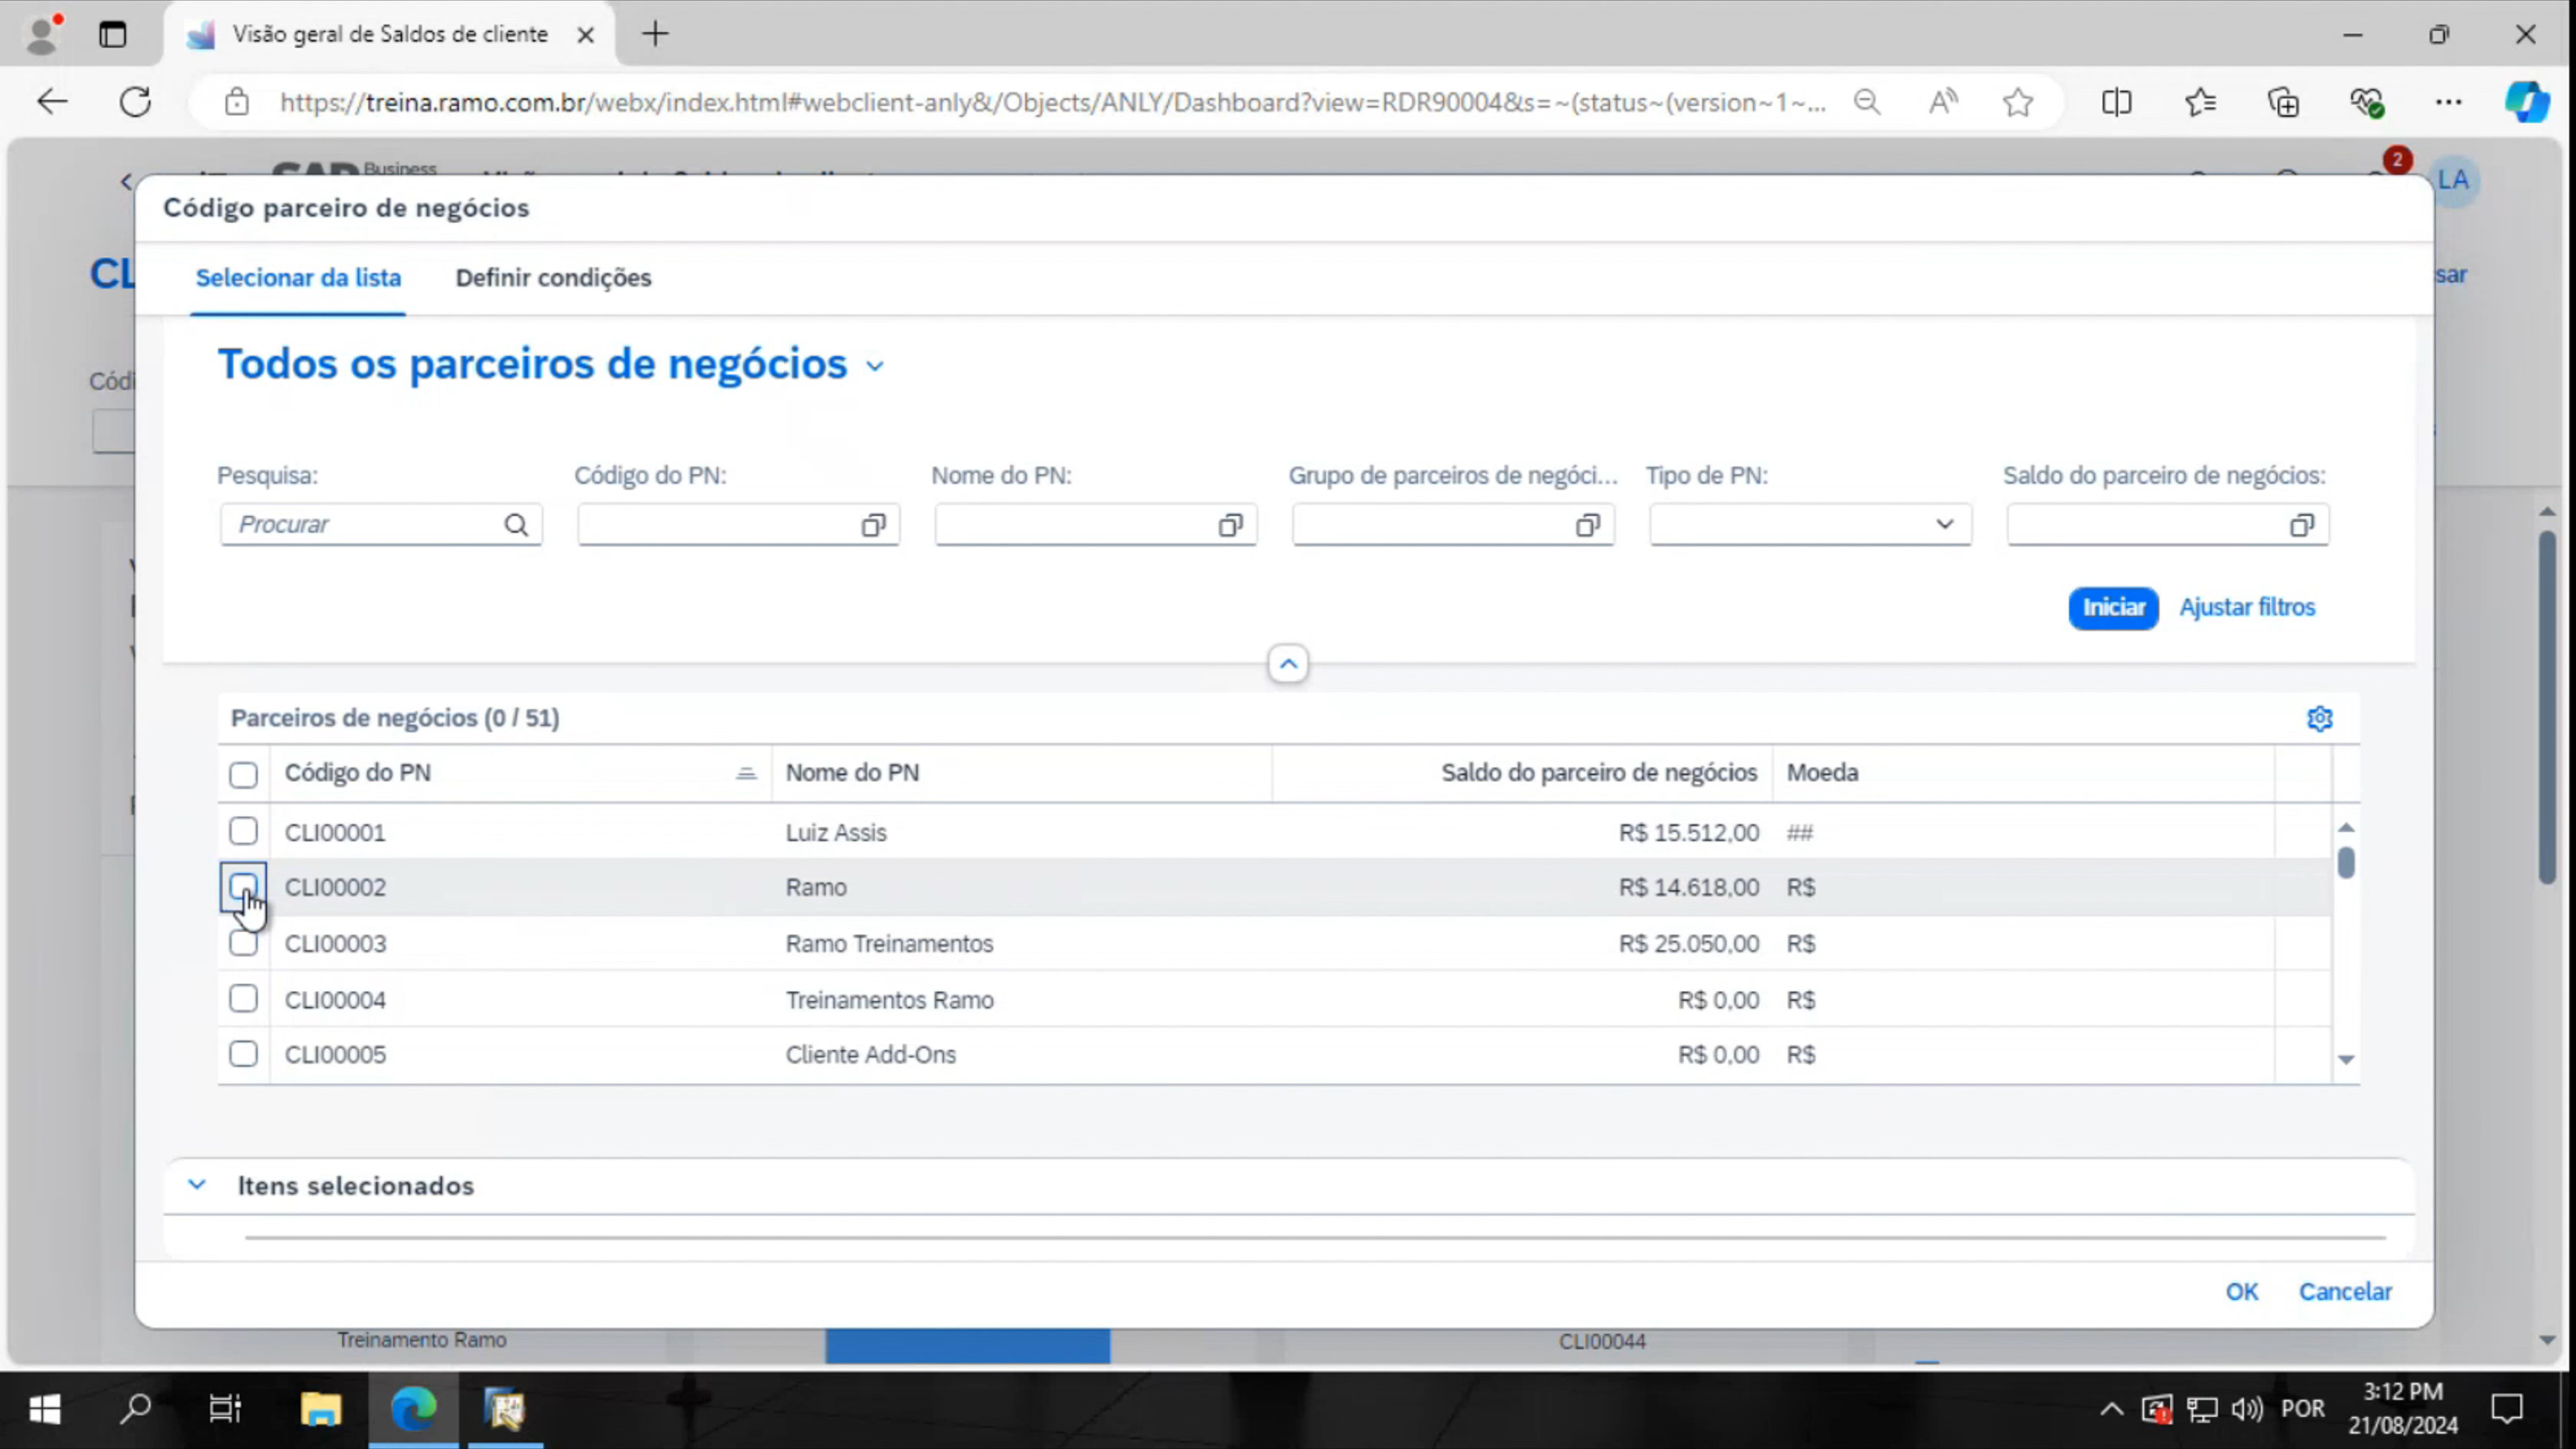 Visão geral de Saldos de cliente
https://treina.ramo.com.br/webx/index.html#webclient-anly&/Objects/ANLY/Dashboard?view=RDR90004&s=~(status~(version~1~...
Business
2
LA
Código parceiro de negócios
CL
Selecionar da lista
Definir condições
sar
Todos os parceiros de negócios
Códi
Pesquisa:
Código do PN:
Nome do PN:
Grupo de parceiros de negóci...
Tipo de PN:
Saldo do parceiro de negócios:
Procurar
Iniciar
Ajustar filtros
Parceiros de negócios (0 / 51)
Código do PN
Nome do PN
Saldo do parceiro de negócios
Moeda
CLI00001
Luiz Assis
R$ 15.512,00
##
CLI00002
Ramo
R$ 14.618,00
R$
CLI00003
Ramo Treinamentos
R$ 25.050,00
R$
CLI00004
Treinamentos Ramo
R$ 0,00
R$
CLI00005
Cliente Add-Ons
R$ 0,00
R$
Itens selecionados
OK
Cancelar
Treinamento Ramo
CLI00044
POR
3:12 PM
21/08/2024